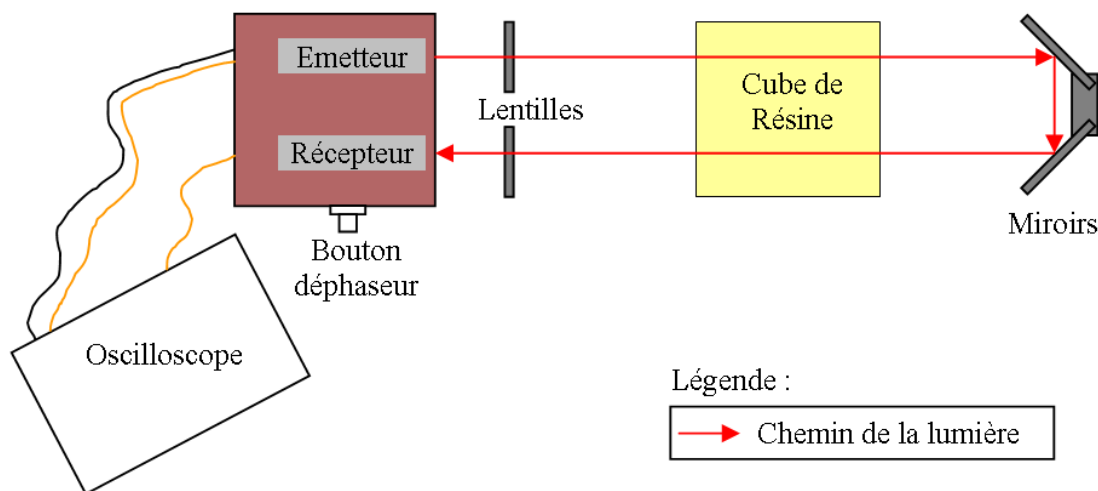 Emetteur
Récepteur
Lentilles
Cube de
Résine
Miroirs
Bouton
déphaseur
Oscilloscope
Légende :
Chemin de la lumière